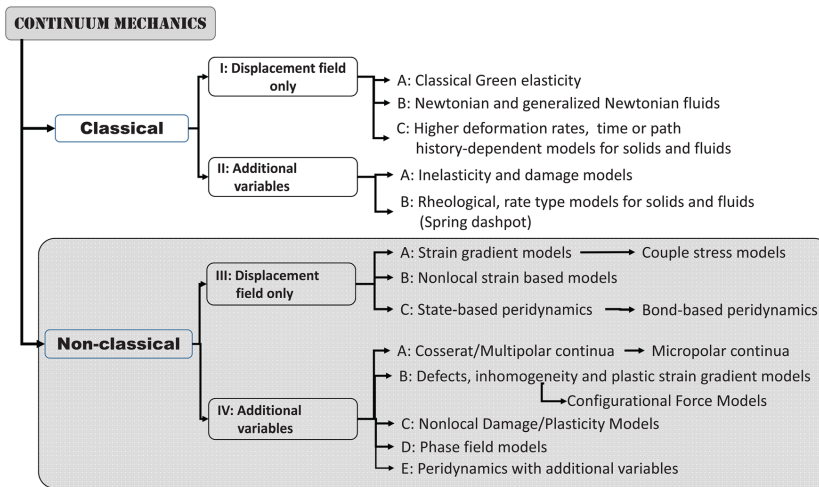 CONTINUUM MECHANICS
I: Displacement field
only
A: Classical Green elasticity
B: Newtonian and generalized Newtonian fluids
C: Higher deformation rates, time or path
history-dependent models for solids and fluids
Classical
II: Additional
variables
A: Inelasticity and damage models
B: Rheological, rate type models for solids and fluids
(Spring dashpot)
III: Displacement
field only
A: Strain gradient models
Couple stress models
B: Nonlocal strain based models
C: State-based peridynamics
Bond-based peridynamics
Non-classical
A: Cosserat/Multipolar continua
Micropolar continua
B: Defects, inhomogeneity and plastic strain gradient models
Configurational Force Models
IV: Additional
variables
C: Nonlocal Damage/Plasticity Models
D: Phase field models
E: Peridynamics with additional variables